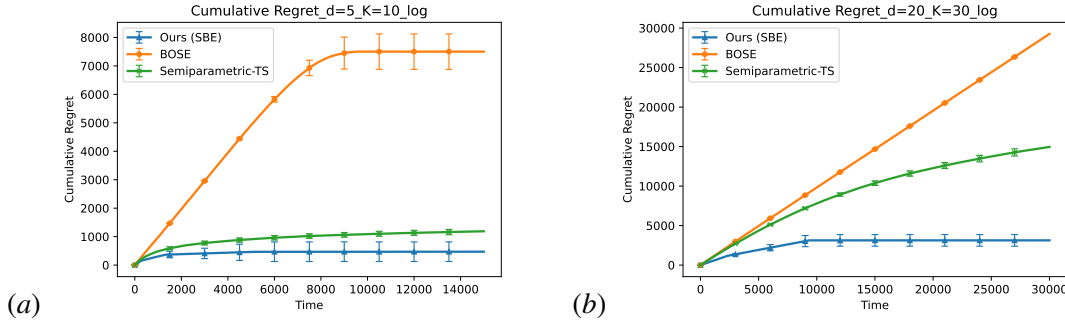 Cumulative Regret_d=5_K=10_log
Cumulative Regret
8000
7000
6000
5000
4000
3000
2000
1000
0
Ours (SBE)
BOSE
Semiparametric-TS
0 2000 4000 6000 8000 10000 12000 14000
Time
(a)
Cumulative Regret_d=20_K=30_log
Cumulative Regret
30000
25000
20000
15000
10000
5000
0
Ours (SBE)
BOSE
Semiparametric-TS
0 5000 10000 15000 20000 25000 30000
Time
(b)